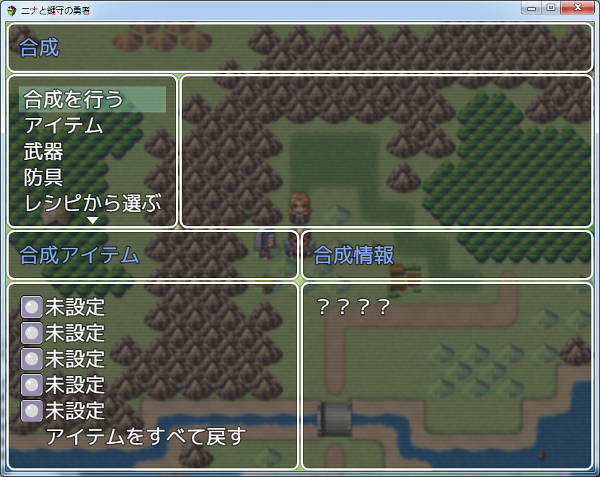 ニナと鍵守の勇者
合成
合成を行う
アイテム
武器
防具
レシピから選ぶ
合成アイテム
合成情報
未設定
未設定
未設定
未設定
未設定
アイテムをすべて戻す
????